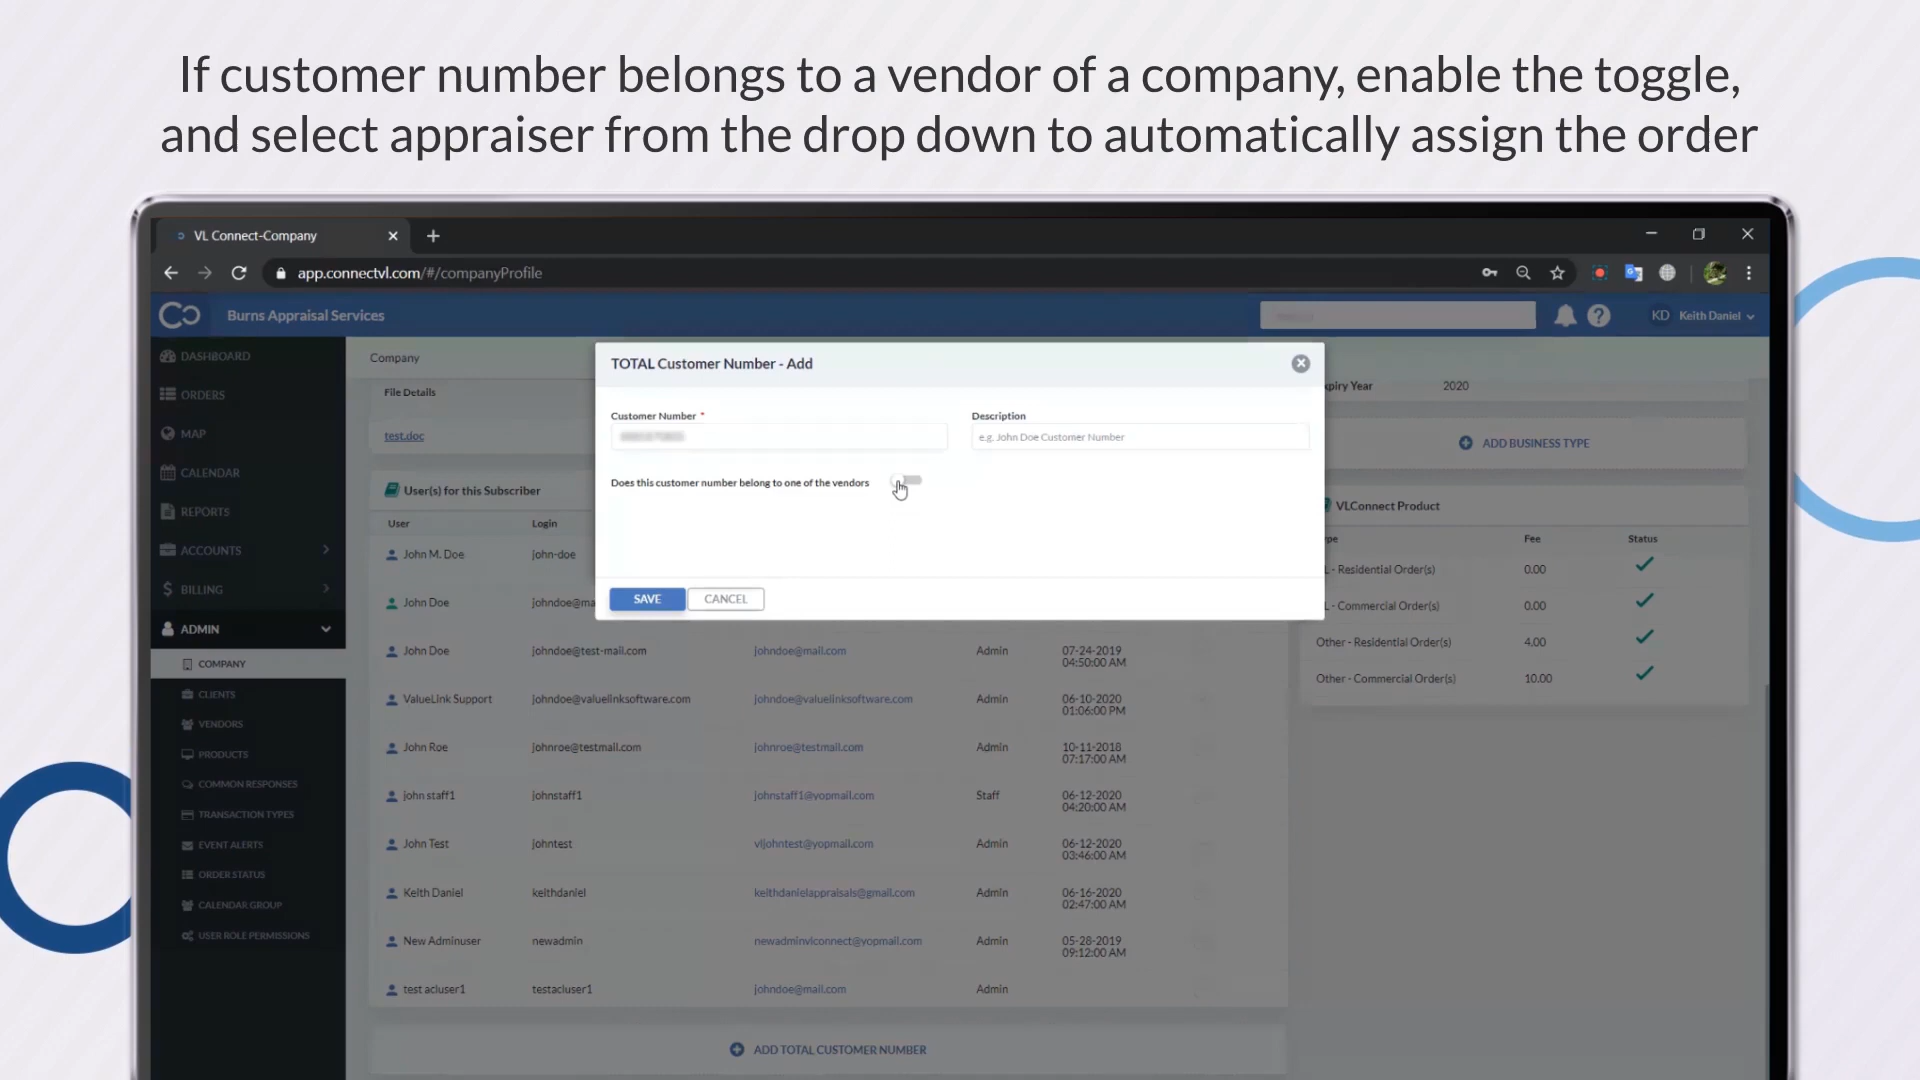 If customer number belongs to a vendor of a company, enable the toggle,
and select appraiser from the drop down to automatically assign the order
VL Connect-Company
app.connectvl.com/#/companyProfile
Burns Appraisal Services
KD Keith Daniel
DASHBOARD
ORDERS
MAP
CALENDAR
REPORTS
ACCOUNTS
BILLING
ADMIN
COMPANY
CLIENTS
VENDORS
PRODUCTS
COMMON RESPONSES
TRANSACTION TYPES
EVENT ALERTS
ORDER STATUS
CALENDAR GROUP
USER ROLE PERMISSIONS
Company
File Details
test.doc
TOTAL Customer Number - Add
Customer Number *
Description
e.g. John Doe Customer Number
Does this customer number belong to one of the vendors
SAVE CANCEL
User(s) for this Subscriber
User Login
John M. Doe john-doe
John Doe johndoe@ma
John Doe johndoe@test-mail.com johndoe@mail.com Admin 07-24-2019
04:50:00 AM
ValueLink Support johndoe@valuelinksoftware.com johndoe@valuelinksoftware.com Admin 06-10-2020
01:06:00 PM
John Roe johnroe@testmail.com johnroe@testmail.com Admin 10-11-2018
07:17:00 AM
john staff1 johnstaff1 johnstaff1@yopmail.com Staff 06-12-2020
04:20:00 AM
John Test johntest vljohntest@yopmail.com Admin 06-12-2020
03:46:00 AM
Keith Daniel keithdaniel keithdanielappraisals@gmail.com Admin 06-16-2020
02:47:00 AM
New Adminuser newadmin newadminvlconnect@yopmail.com Admin 05-28-2019
09:12:00 AM
test acluser1 testacluser1 johndoe@mail.com Admin
ADD TOTAL CUSTOMER NUMBER
xpiry Year 2020
ADD BUSINESS TYPE
VLConnect Product
pe Fee Status
L - Residential Order(s) 0.00
L - Commercial Order(s) 0.00
Other - Residential Order(s) 4.00
Other - Commercial Order(s) 10.00